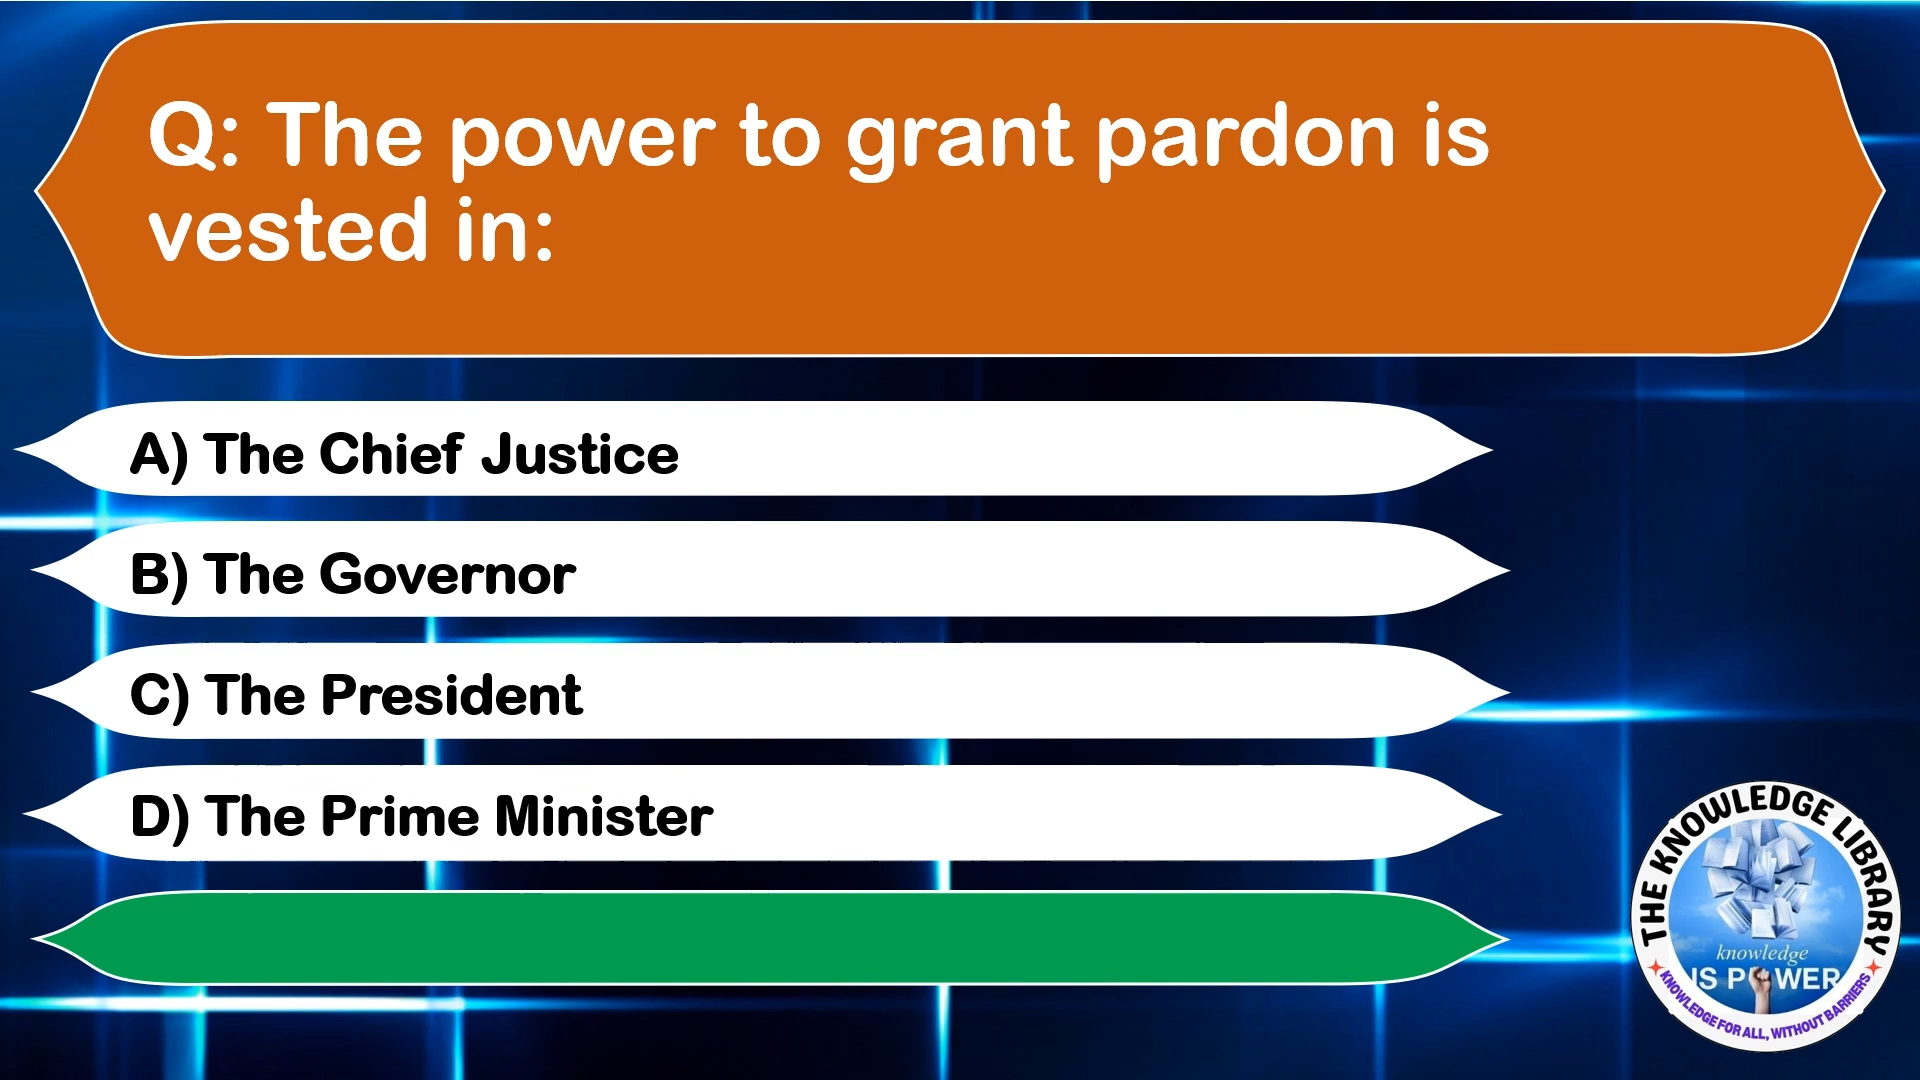 Q: The power to grant pardon is
vested in:
A) The Chief Justice
B) The Governor
C) The President
D) The Prime Minister
THE KNOWLEDGE LIBRARY
knowledge
IS POWER
KNOWLEDGE FOR ALL, WITHOUT BARRIERS